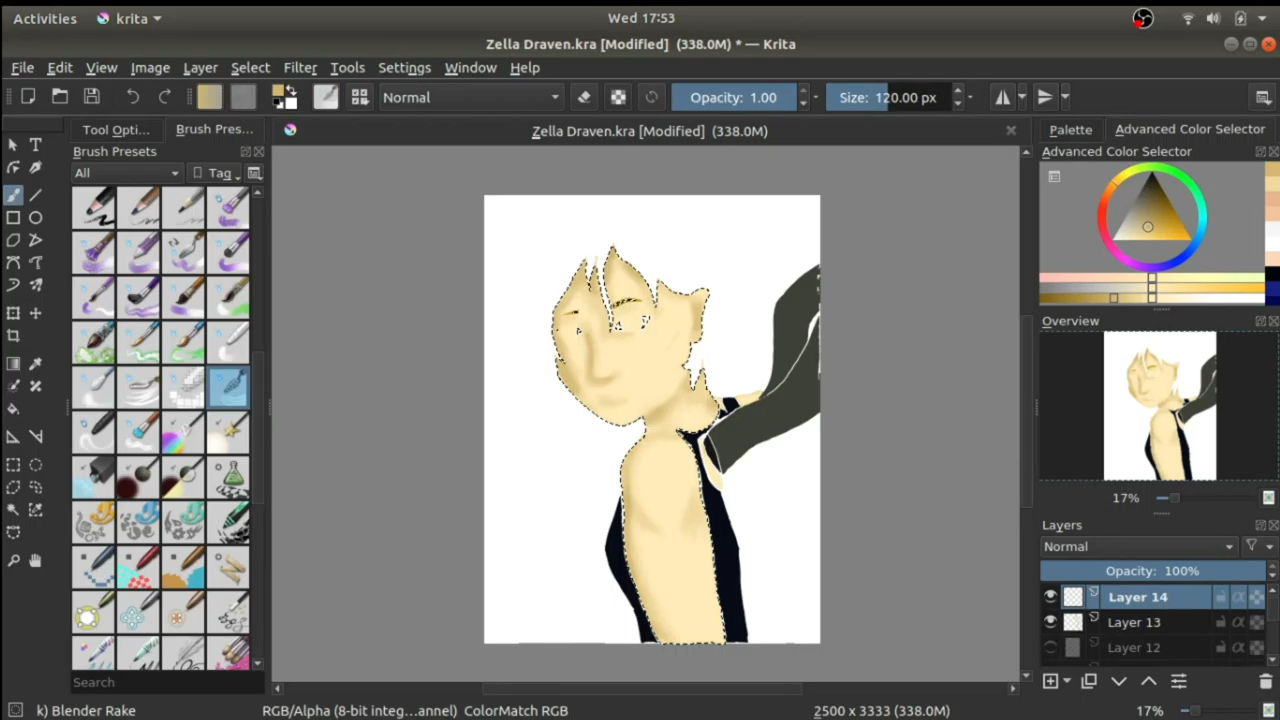 Activities krita Wed 17:53
Zella Draven.kra [Modified] (338.0M) * — Krita
File Edit View Image Layer Select Filter Tools Settings Window Help
Normal Opacity: 1.00 Size: 120.00 px
Tool Opti... Brush Pres... Zella Draven.kra [Modified] (338.0M) Palette Advanced Color Selector
Brush Presets Advanced Color Selector
All Tag
Overview
17%
Layers
Normal
Opacity: 100%
Layer 14
Layer 13
Layer 12
Search
k) Blender Rake RGB/Alpha (8-bit integ...annel) ColorMatch RGB 2500 x 3333 (338.0M) 17%